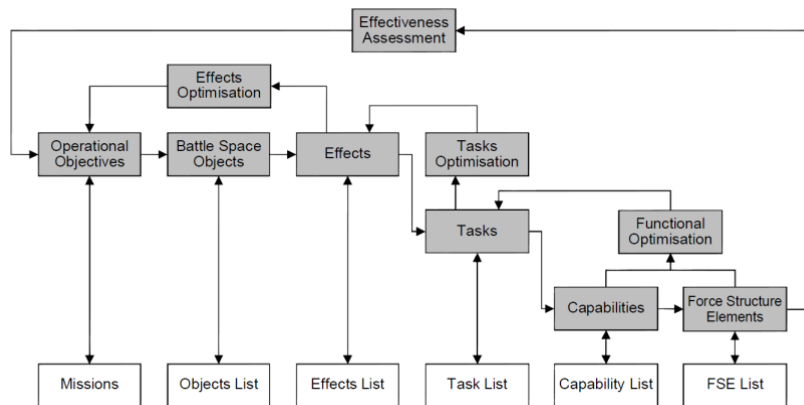 Effectiveness
Assessment
Effects
Optimisation
Operational
Objectives
Battle Space
Objects
Effects
Tasks
Optimisation
Tasks
Functional
Optimisation
Capabilities
Force Structure
Elements
Missions
Objects List
Effects List
Task List
Capability List
FSE List